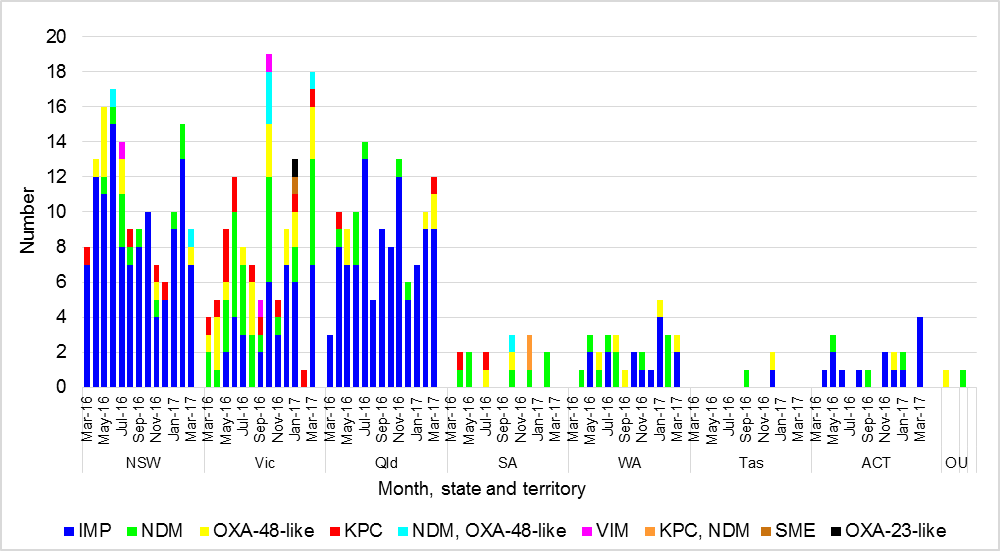 20
18
16
14
12
10
8
6
4
2
0
Number
Mar-16 May-16 Jul-16 Sep-16 Nov-16 Jan-17 Mar-17 Mar-16 May-16 Jul-16 Sep-16 Nov-16 Jan-17 Mar-17 Mar-16 May-16 Jul-16 Sep-16 Nov-16 Jan-17 Mar-17 Mar-16 May-16 Jul-16 Sep-16 Nov-16 Jan-17 Mar-17 Mar-16 May-16 Jul-16 Sep-16 Nov-16 Jan-17 Mar-17 Mar-16 May-16 Jul-16 Sep-16 Nov-16 Jan-17 Mar-17 Mar-16 May-16 Jul-16 Sep-16 Nov-16 Jan-17 Mar-17
NSW Vic Qld SA WA Tas ACT OU
Month, state and territory
IMP NDM OXA-48-like KPC NDM, OXA-48-like VIM KPC, NDM SME OXA-23-like